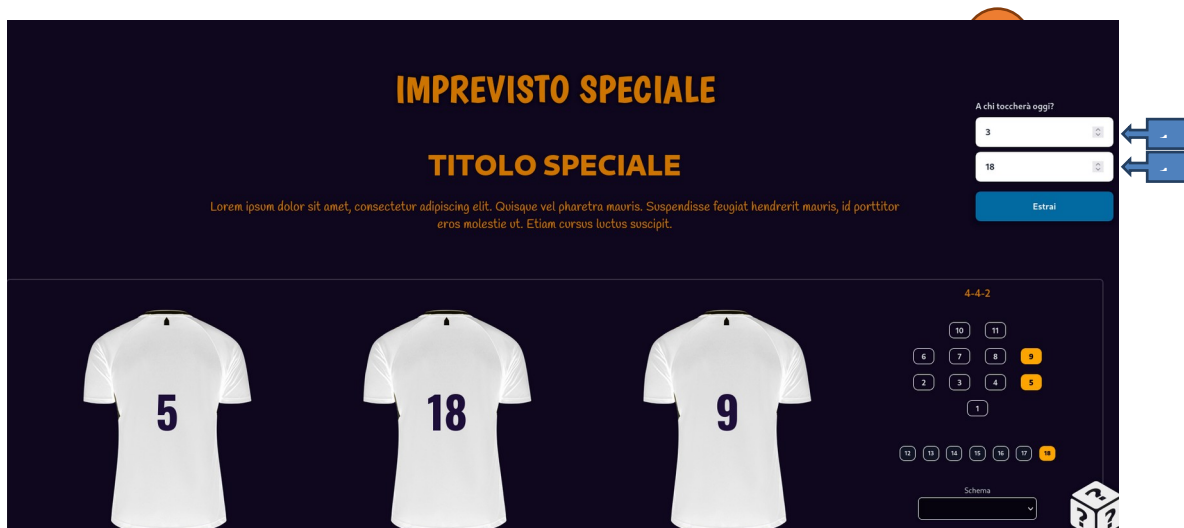 IMPREVISTO SPECIALE
A chi toccherà oggi?
3
18
Estrai
TITOLO SPECIALE
Lorem ipsum dolor sit amet, consectetur adipiscing elit. Quisque vel pharetra mauris. Suspendisse feugiat hendrerit mauris, id porttitor
eros molestie ut. Etiam cursus luctus suscipit.
5
18
9
4-4-2
10 11
6 7 8 9
2 3 4 5
1
12 13 14 15 16 17 18
Schema
? ? ?